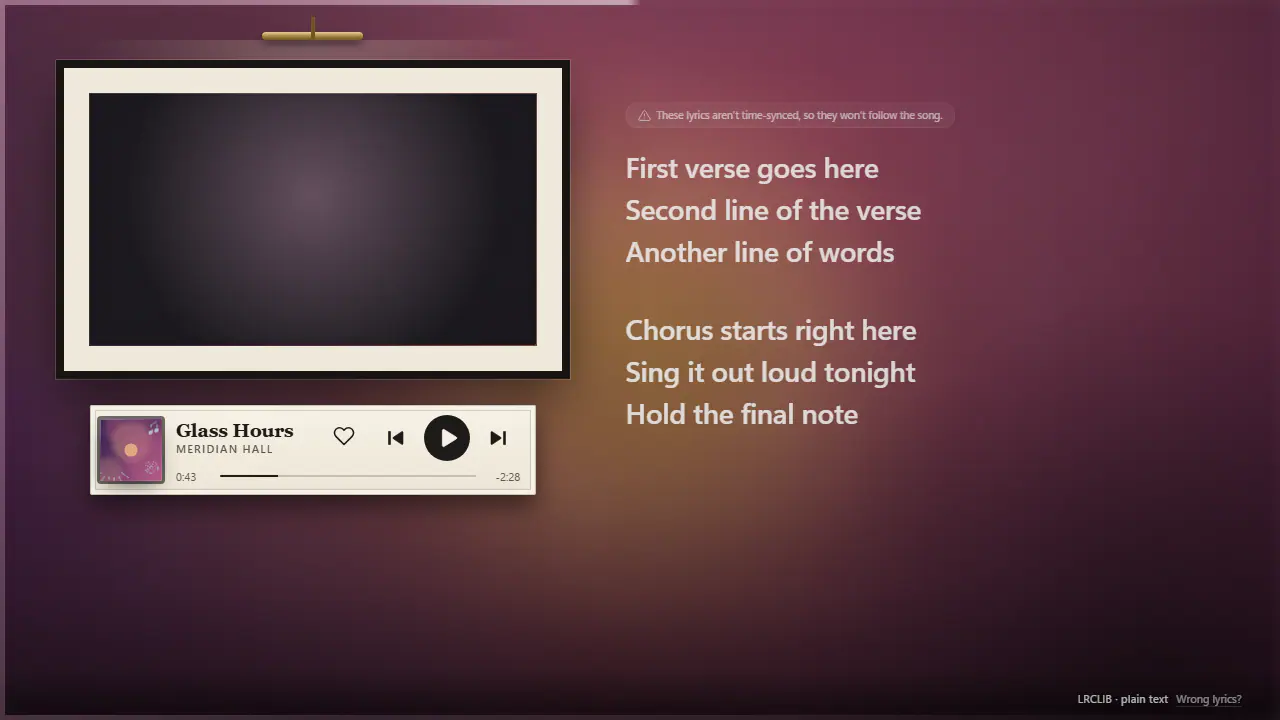 These lyrics aren't time-synced, so they won't follow the song.
First verse goes here
Second line of the verse
Another line of words
Chorus starts right here
Sing it out loud tonight
Hold the final note
Glass Hours
MERIDIAN HALL
0:43
-2:28
LRCLIB · plain text Wrong lyrics?